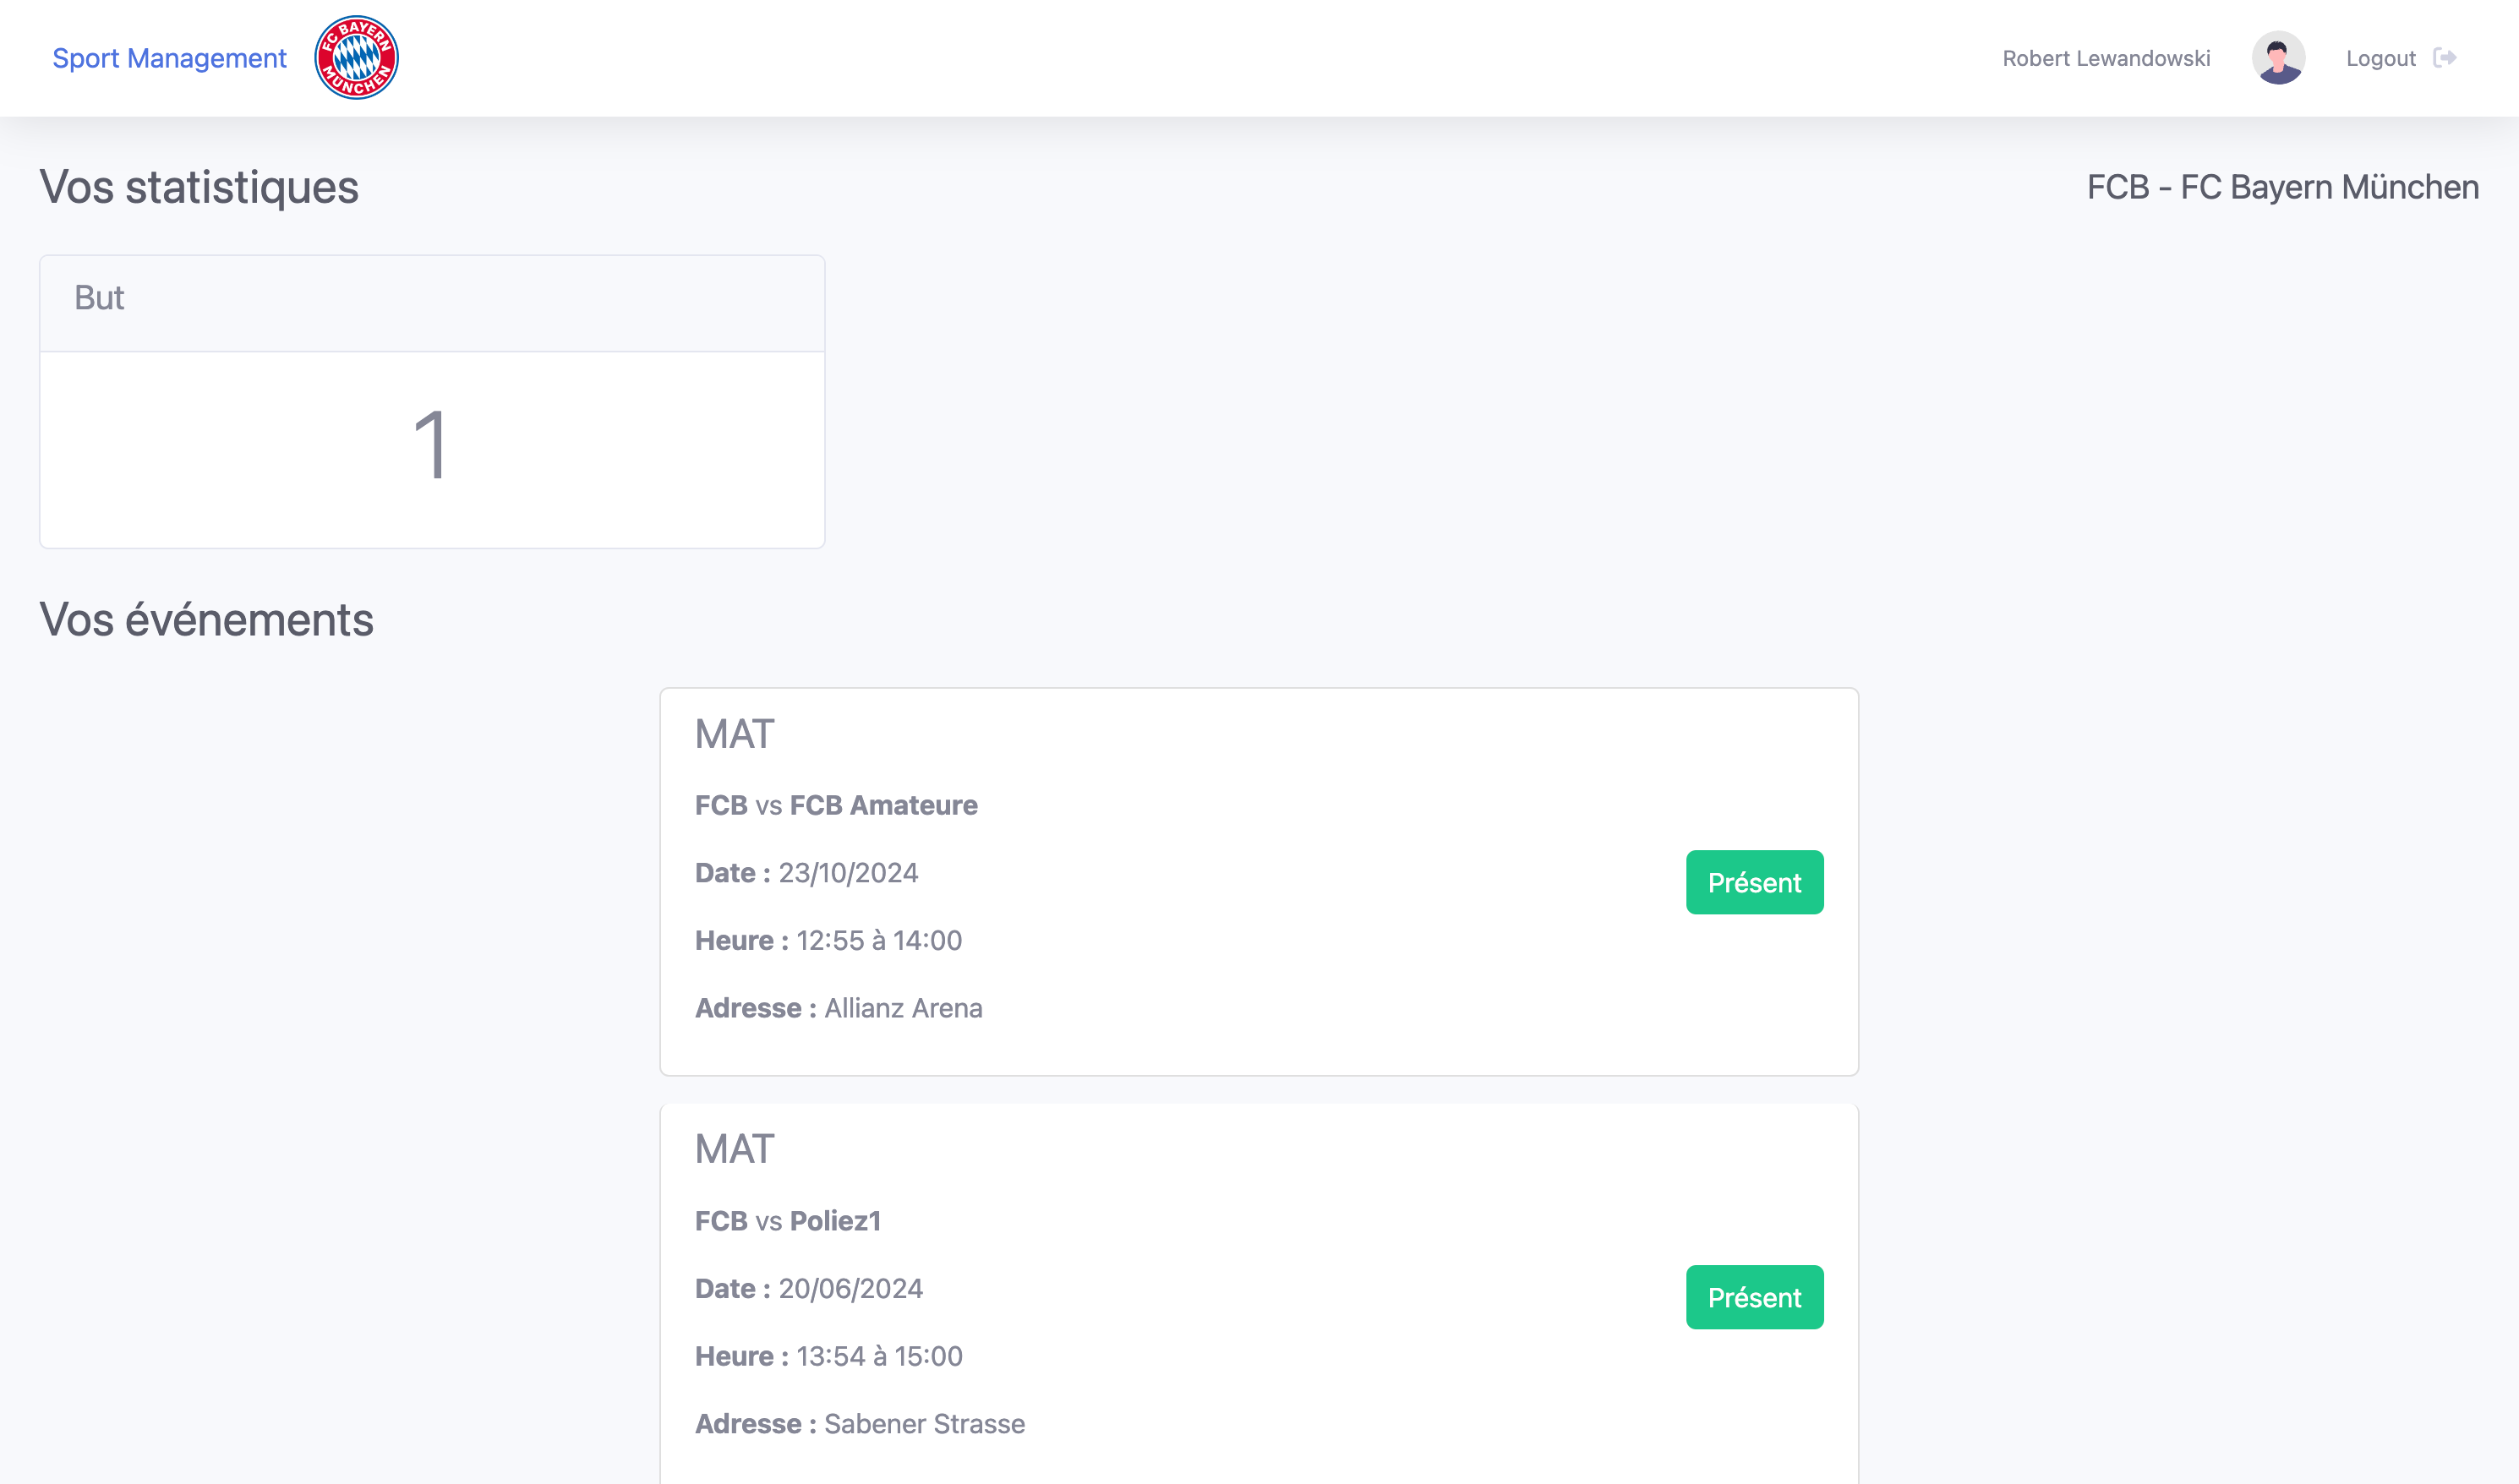 Sport Management
FC BAYERN
MÜNCHEN
Robert Lewandowski
Logout
Vos statistiques
FCB - FC Bayern München
But
1
Vos événements
MAT
FCB vs FCB Amateure
Date : 23/10/2024
Présent
Heure : 12:55 à 14:00
Adresse : Allianz Arena
MAT
FCB vs Poliez1
Date : 20/06/2024
Présent
Heure : 13:54 à 15:00
Adresse : Sabener Strasse